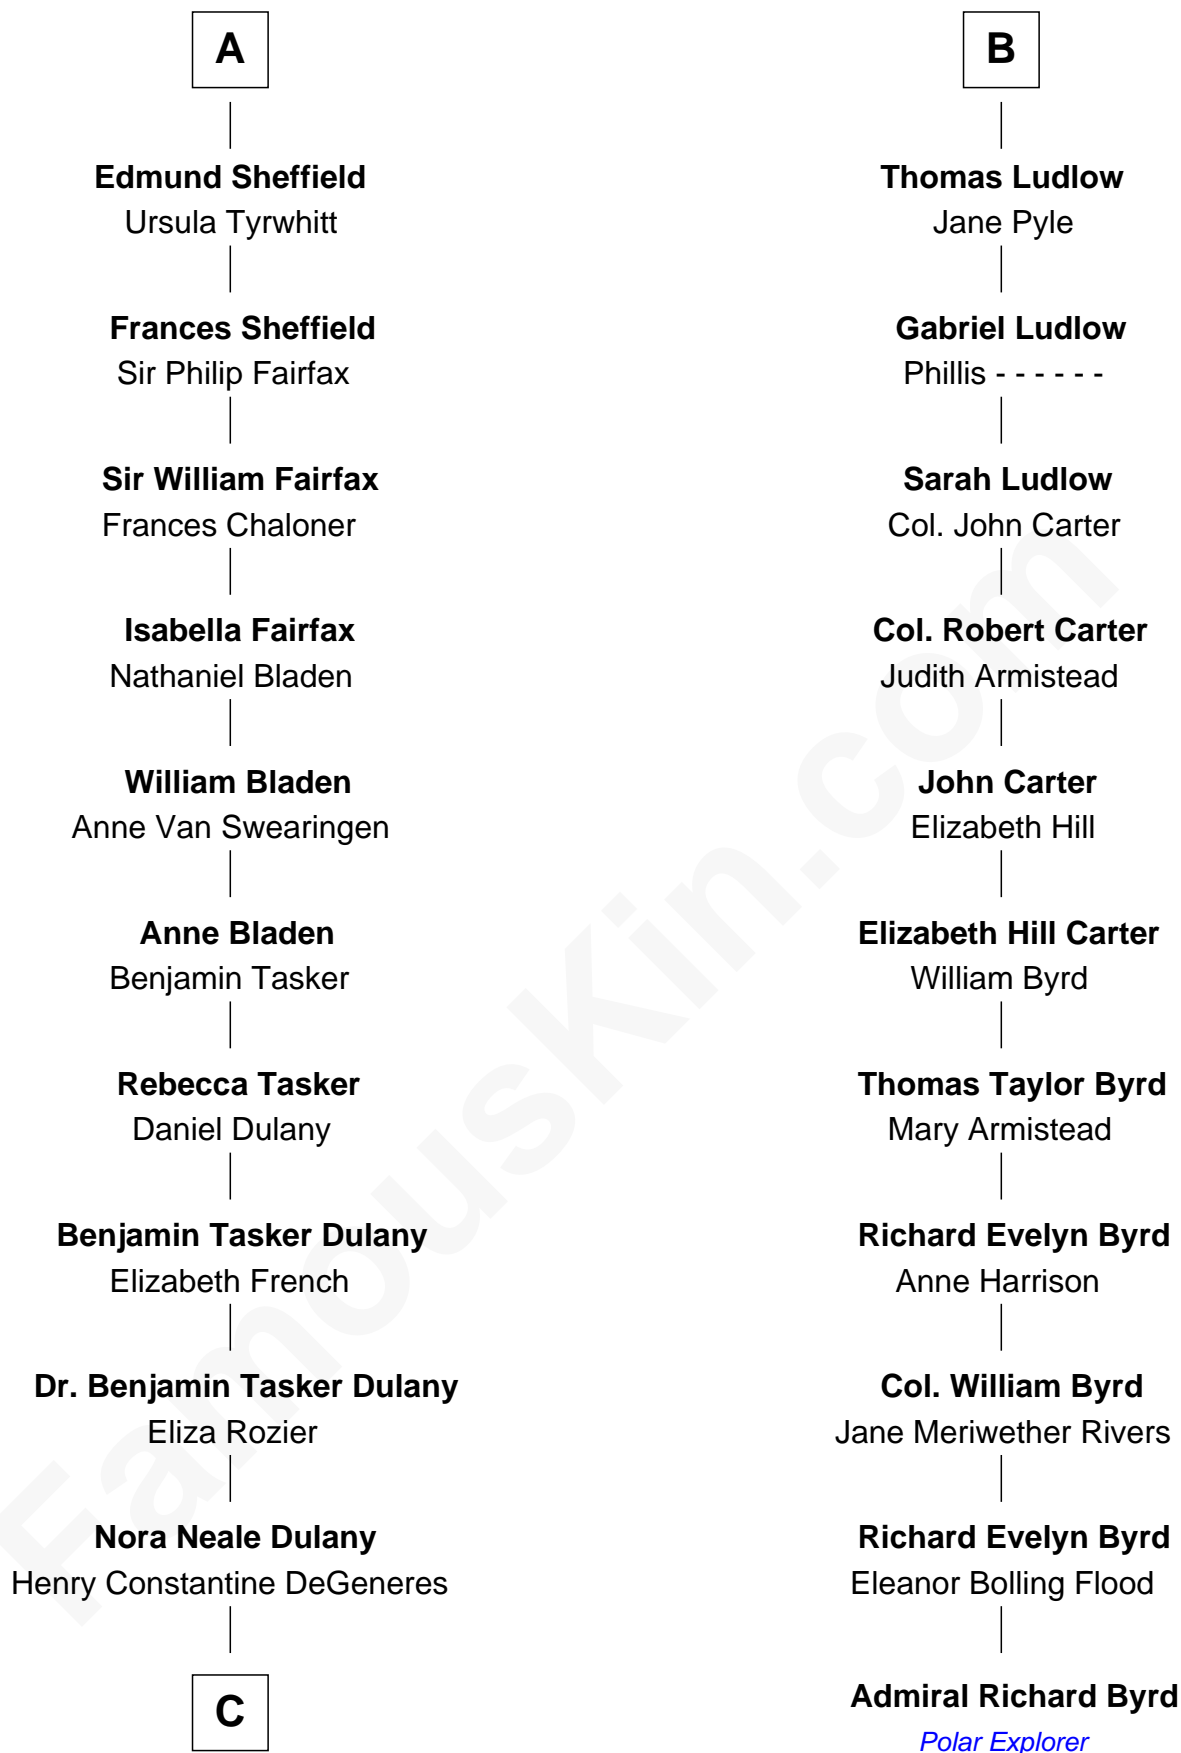 A
Edmund Sheffield
Ursula Tyrwhitt
Frances Sheffield
Sir Philip Fairfax
Sir William Fairfax
Frances Chaloner
Isabella Fairfax
Nathaniel Bladen
William Bladen
Anne Van Swearingen
Anne Bladen
Benjamin Tasker
Rebecca Tasker
Daniel Dulany
Benjamin Tasker Dulany
Elizabeth French
Dr. Benjamin Tasker Dulany
Eliza Rozier
Nora Neale Dulany
Henry Constantine DeGeneres
C
B
Thomas Ludlow
Jane Pyle
Gabriel Ludlow
Phillis - - - - - -
Sarah Ludlow
Col. John Carter
Col. Robert Carter
Judith Armistead
John Carter
Elizabeth Hill
Elizabeth Hill Carter
William Byrd
Thomas Taylor Byrd
Mary Armistead
Richard Evelyn Byrd
Anne Harrison
Col. William Byrd
Jane Meriwether Rivers
Richard Evelyn Byrd
Eleanor Bolling Flood
Admiral Richard Byrd
Polar Explorer
FamousKin.com